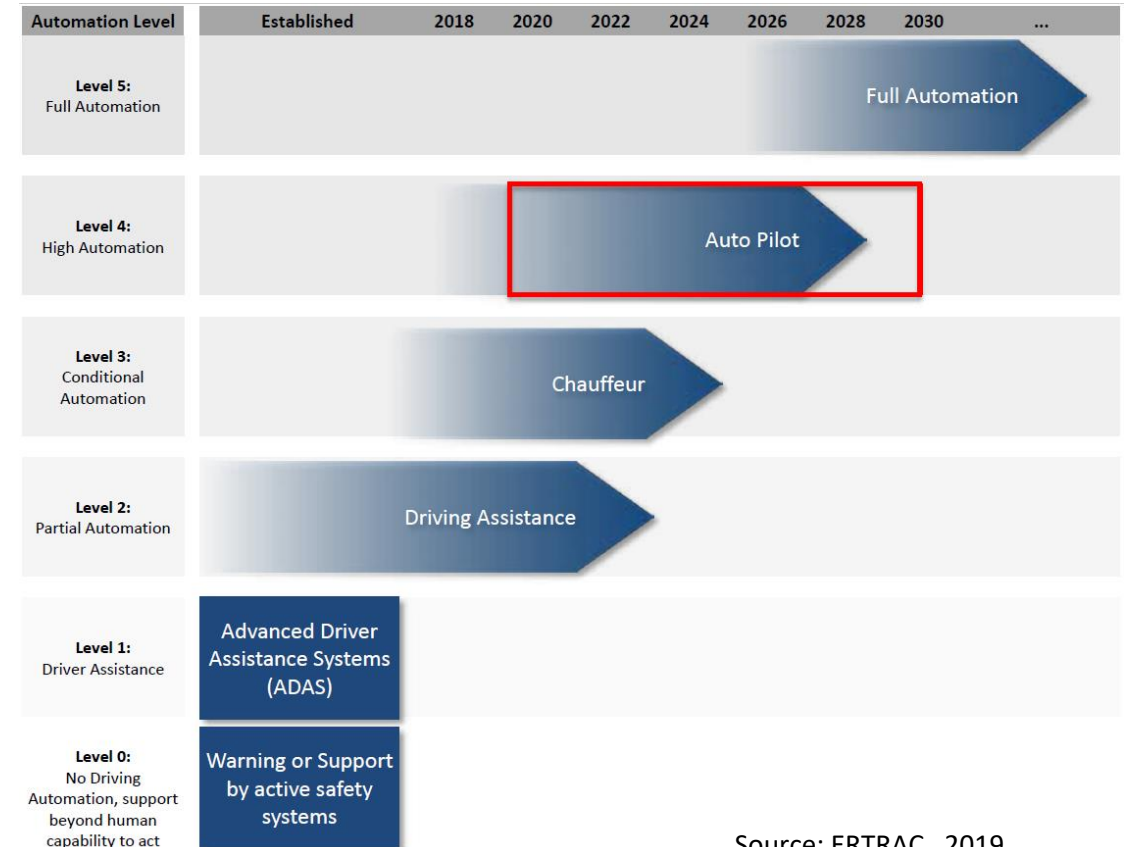 Automation Level Established 2018 2020 2022 2024 2026 2028 2030 ...
Level 5:
Full Automation
Full Automation
Level 4:
High Automation
Auto Pilot
Level 3:
Conditional
Automation
Chauffeur
Level 2:
Partial Automation
Driving Assistance
Level 1:
Driver Assistance
Advanced Driver
Assistance Systems
(ADAS)
Level 0:
No Driving
Automation, support
beyond human
capability to act
Warning or Support
by active safety
systems
Source: ERTRAC, 2019